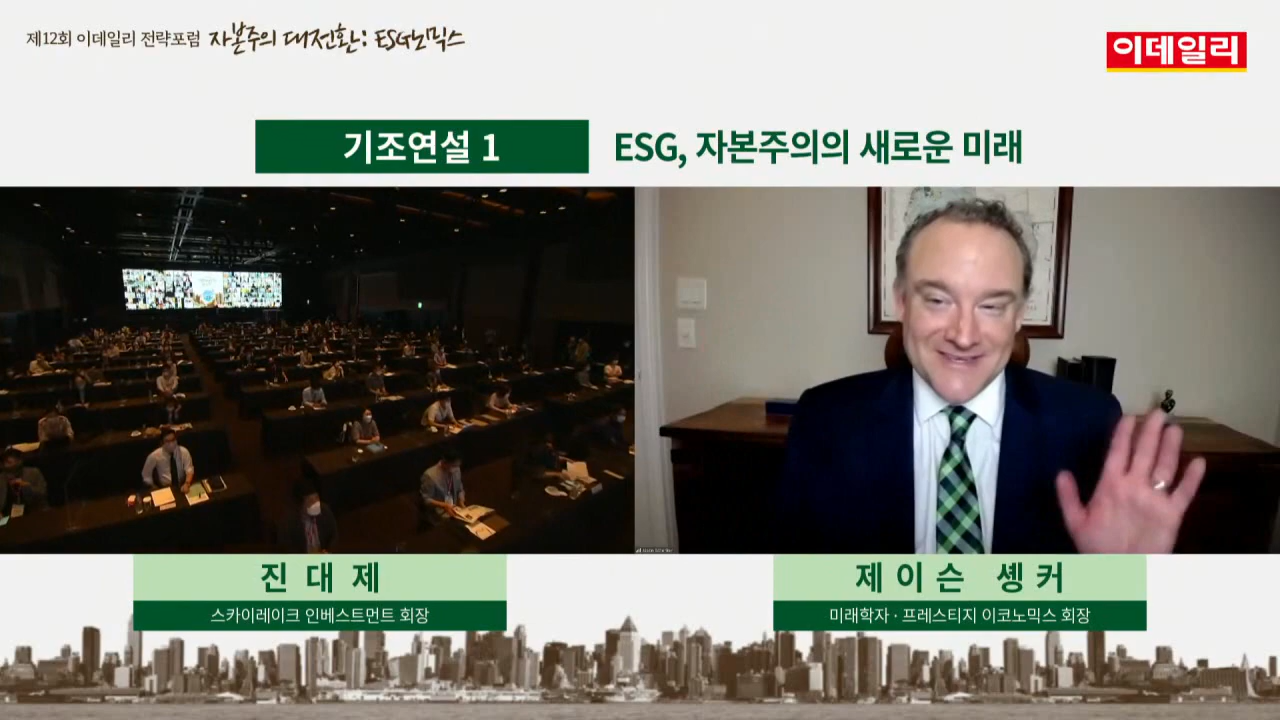 제12회 이데일리 전략포럼 자본주의 대전환: ESG노믹스
이데일리
기조연설 1
ESG, 자본주의의 새로운 미래
진대제
스카이레이크 인베스트먼트 회장
제이슨 솅커
미래학자 · 프레스티지 이코노믹스 회장